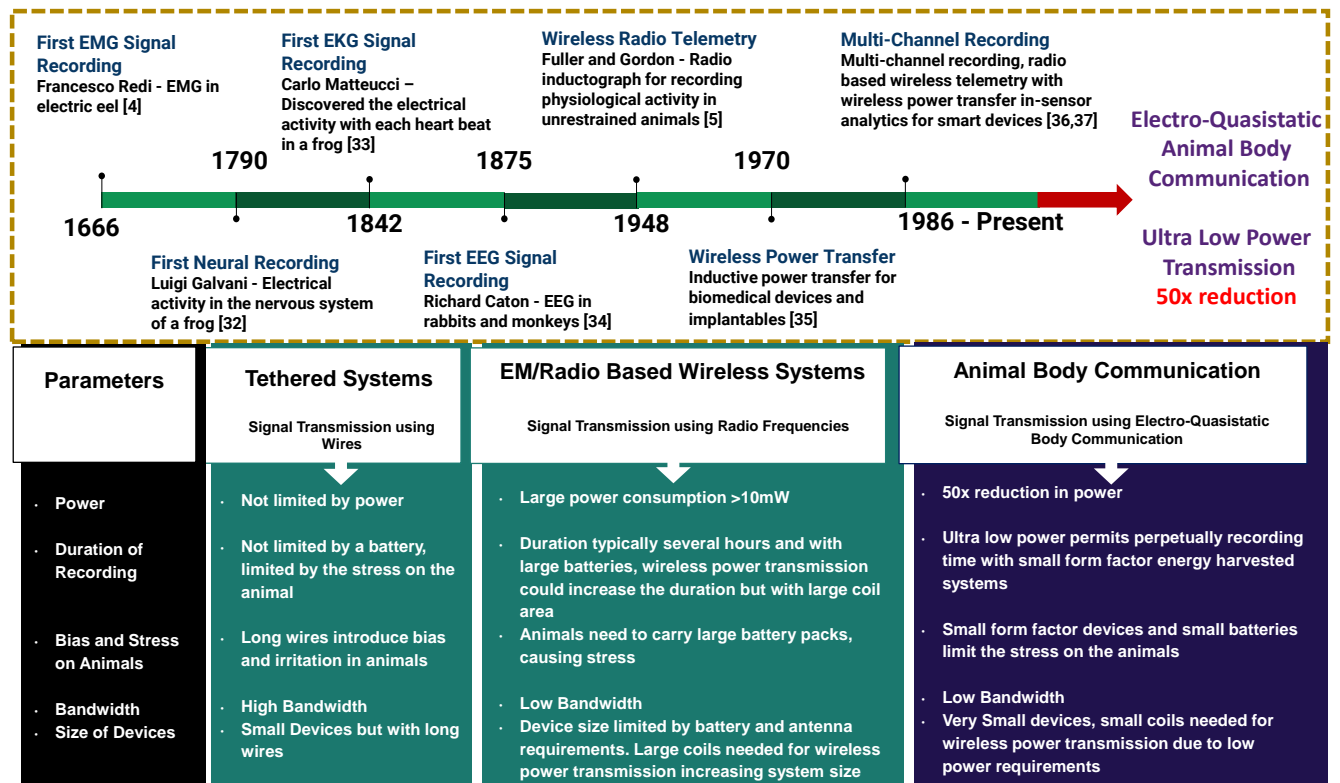 First EMG Signal
Recording
Francesco Redi - EMG in
electric eel [4]
First EKG Signal
Recording
Carlo Matteucci –
Discovered the electrical
activity with each heart beat
in a frog [33]
Wireless Radio Telemetry
Fuller and Gordon - Radio
inductograph for recording
physiological activity in
unrestrained animals [5]
Multi-Channel Recording
Multi-channel recording, radio
based wireless telemetry with
wireless power transfer in-sensor
analytics for smart devices [36,37]
1790
1875
1970
1666
1842
1948
1986 - Present
Electro-Quasistatic
Animal Body
Communication
Ultra Low Power
Transmission
50x reduction
First Neural Recording
Luigi Galvani - Electrical
activity in the nervous system
of a frog [32]
First EEG Signal
Recording
Richard Caton - EEG in
rabbits and monkeys [34]
Wireless Power Transfer
Inductive power transfer for
biomedical devices and
implantables [35]
Parameters
· Power
· Duration of
Recording
· Bias and Stress
on Animals
· Bandwidth
· Size of Devices
Tethered Systems
Signal Transmission using
Wires
· Not limited by power
· Not limited by a battery,
limited by the stress on the
animal
· Long wires introduce bias
and irritation in animals
· High Bandwidth
· Small Devices but with long
wires
EM/Radio Based Wireless Systems
Signal Transmission using Radio Frequencies
· Large power consumption >10mW
· Duration typically several hours and with
large batteries, wireless power transmission
could increase the duration but with large coil
area
· Animals need to carry large battery packs,
causing stress
· Low Bandwidth
· Device size limited by battery and antenna
requirements. Large coils needed for wireless
power transmission increasing system size
Animal Body Communication
Signal Transmission using Electro-Quasistatic
Body Communication
· 50x reduction in power
· Ultra low power permits perpetually recording
time with small form factor energy harvested
systems
· Small form factor devices and small batteries
limit the stress on the animals
· Low Bandwidth
· Very Small devices, small coils needed for
wireless power transmission due to low
power requirements